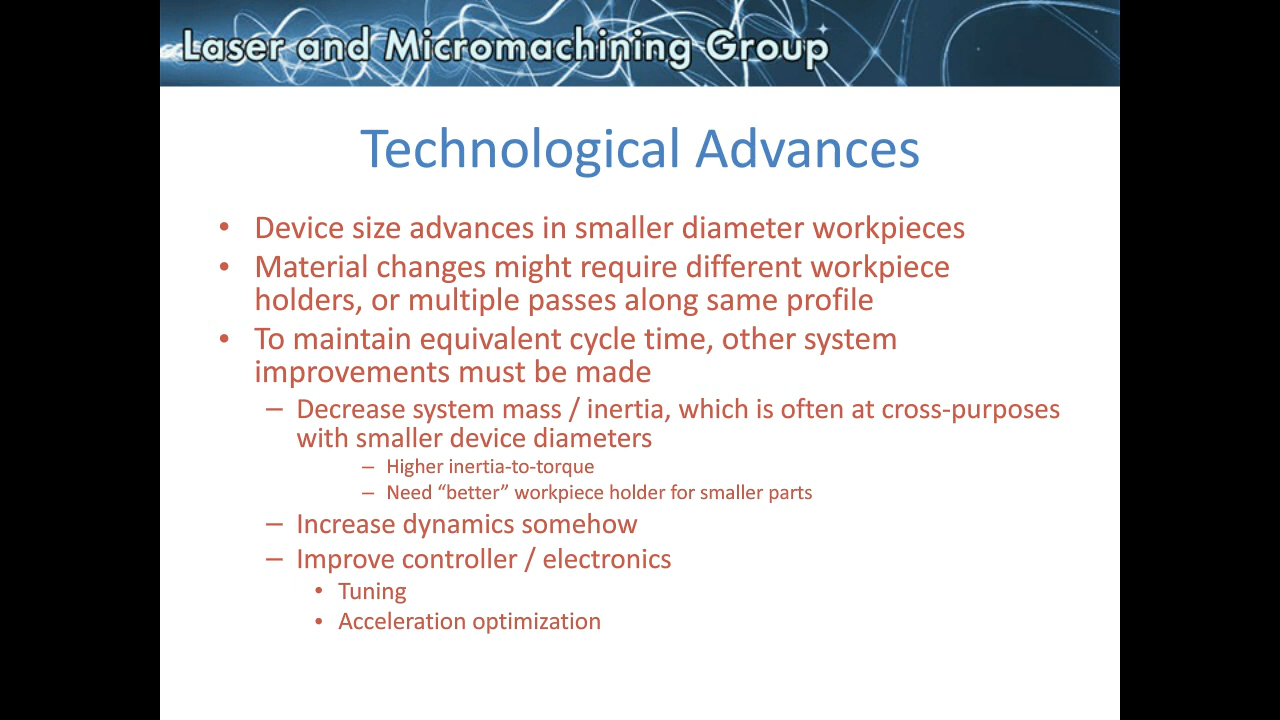 Laser and Micromachining Group
Technological Advances
• Device size advances in smaller diameter workpieces
• Material changes might require different workpiece
holders, or multiple passes along same profile
• To maintain equivalent cycle time, other system
improvements must be made
– Decrease system mass / inertia, which is often at cross-purposes
with smaller device diameters
– Higher inertia-to-torque
– Need “better” workpiece holder for smaller parts
– Increase dynamics somehow
– Improve controller / electronics
• Tuning
• Acceleration optimization